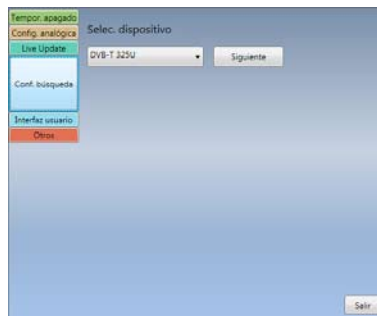 Tempor. apagado
Config. analógica
Live Update
Conf. búsqueda
Interfaz usuario
Otros
Selec. dispositivo
DVB-T 325U
Siguiente
Salir